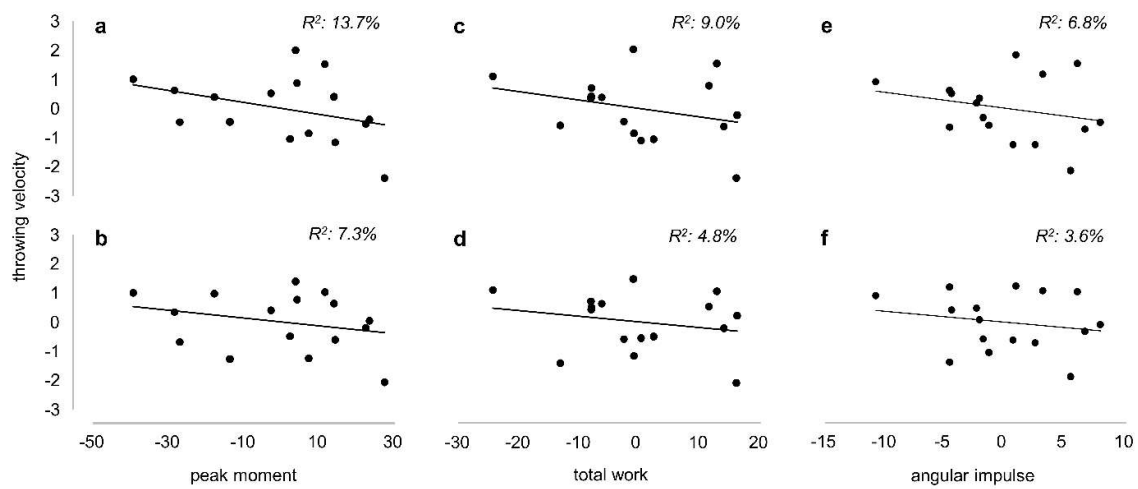 a
R²: 13.7%
c
R²: 9.0%
e
R²: 6.8%
3
2
1
0
-1
-2
-3
throwing velocity
b
R²: 7.3%
d
R²: 4.8%
f
R²: 3.6%
3
2
1
0
-1
-2
-3
-50 -30 -10 10 30
-30 -20 -10 0 10 20
-15 -10 -5 0 5 10
peak moment
total work
angular impulse